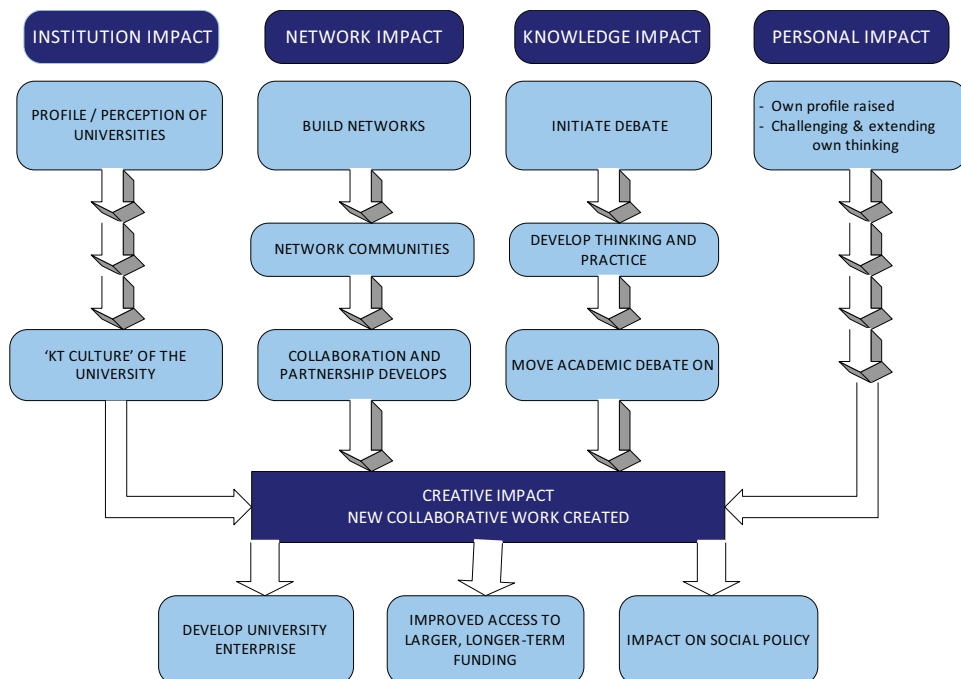 INSTITUTION IMPACT
NETWORK IMPACT
KNOWLEDGE IMPACT
PERSONAL IMPACT
PROFILE / PERCEPTION OF
UNIVERSITIES
BUILD NETWORKS
INITIATE DEBATE
- Own profile raised
- Challenging & extending
own thinking
NETWORK COMMUNITIES
DEVELOP THINKING AND
PRACTICE
‘KT CULTURE’ OF THE
UNIVERSITY
COLLABORATION AND
PARTNERSHIP DEVELOPS
MOVE ACADEMIC DEBATE ON
CREATIVE IMPACT
NEW COLLABORATIVE WORK CREATED
DEVELOP UNIVERSITY
ENTERPRISE
IMPROVED ACCESS TO
LARGER, LONGER-TERM
FUNDING
IMPACT ON SOCIAL POLICY